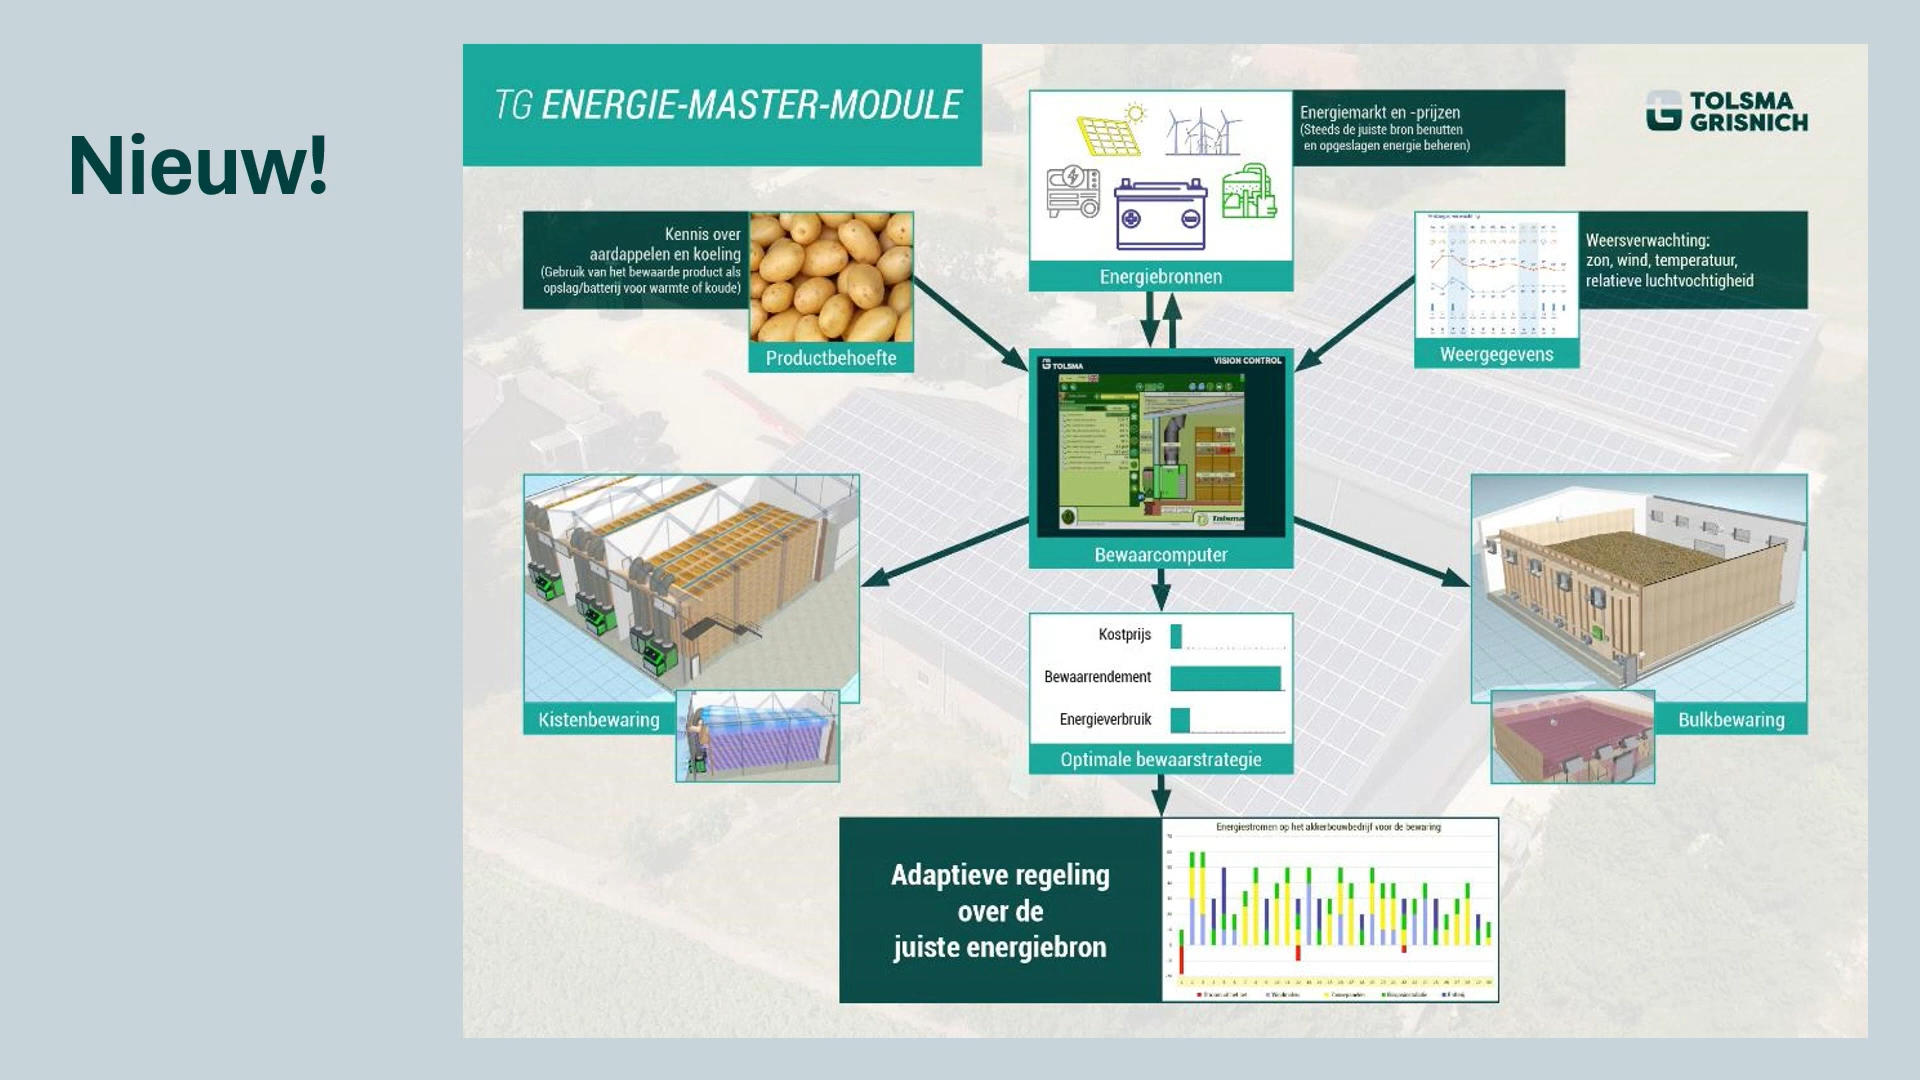 Nieuw!
TG ENERGIE-MASTER-MODULE
TOLSMA
GRISNICH
Energiemarkt en -prijzen
(Steeds de juiste bron benutten
en opgeslagen energie beheren)
Energiebronnen
Kennis over
aardappelen en koeling
(Gebruik van het bewaarde product als
opslag/batterij voor warmte of koude)
Productbehoefte
Weersverwachting:
zon, wind, temperatuur,
relatieve luchtvochtigheid
Weergegevens
TOLSMA
VISION CONTROL
Bewaarcomputer
Kistenbewaring
Bulkbewaring
Kostprijs
Bewaarrendement
Energieverbruik
Optimale bewaarstrategie
Adaptieve regeling
over de
juiste energiebron
Energiestromen op het akkerbouwbedrijf voor de bewaring